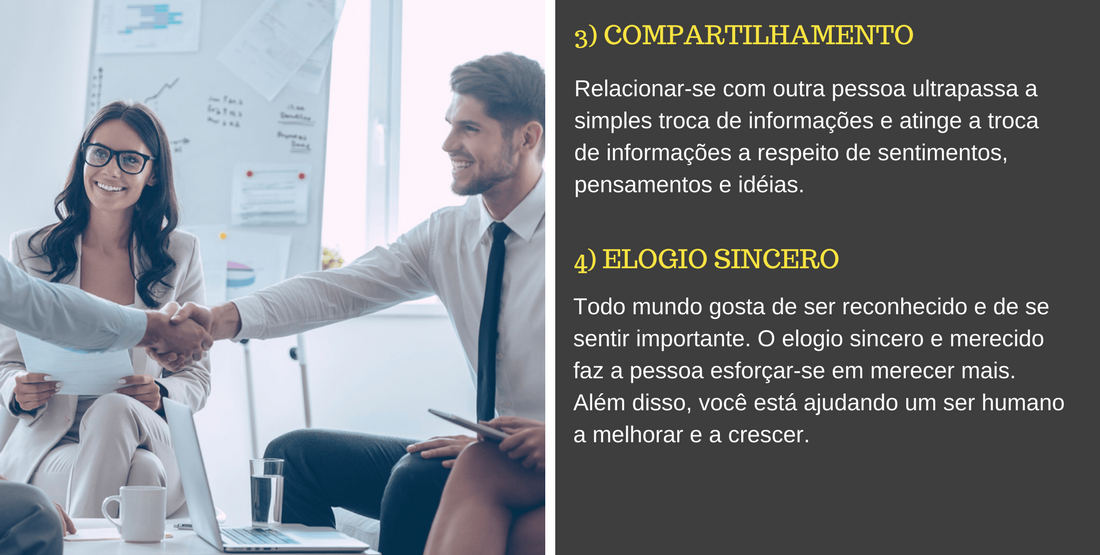 3) COMPARTILHAMENTO
Relacionar-se com outra pessoa ultrapassa a
simples troca de informações e atinge a troca
de informações a respeito de sentimentos,
pensamentos e idéias.
4) ELOGIO SINCERO
Todo mundo gosta de ser reconhecido e de se
sentir importante. O elogio sincero e merecido
faz a pessoa esforçar-se em merecer mais.
Além disso, você está ajudando um ser humano
a melhorar e a crescer.